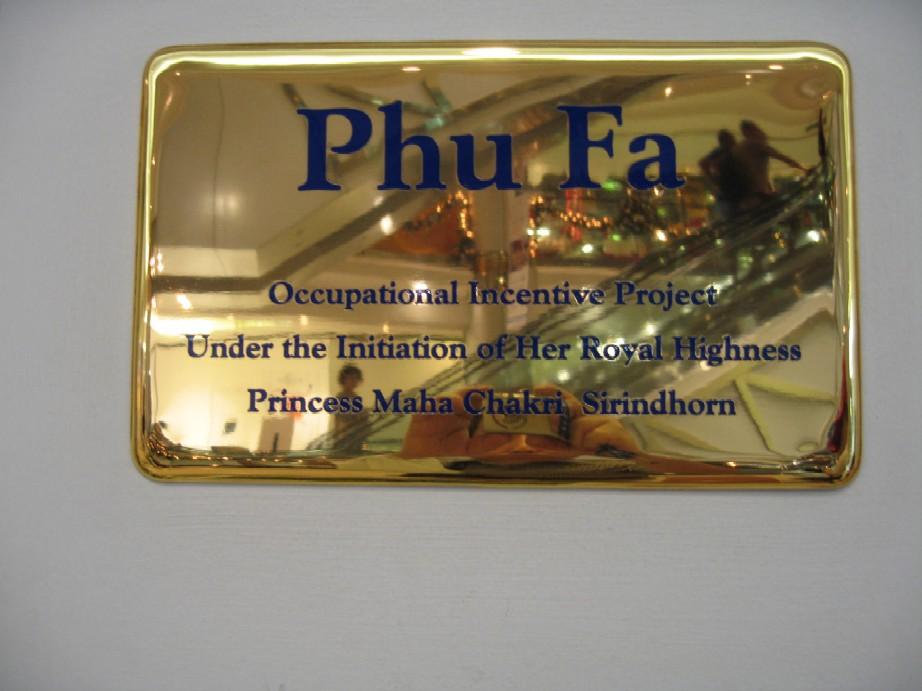 Phu Fa
Occupational Incentive Project
Under the Initiation of Her Royal Highness
Princess Maha Chakri Sirindhorn